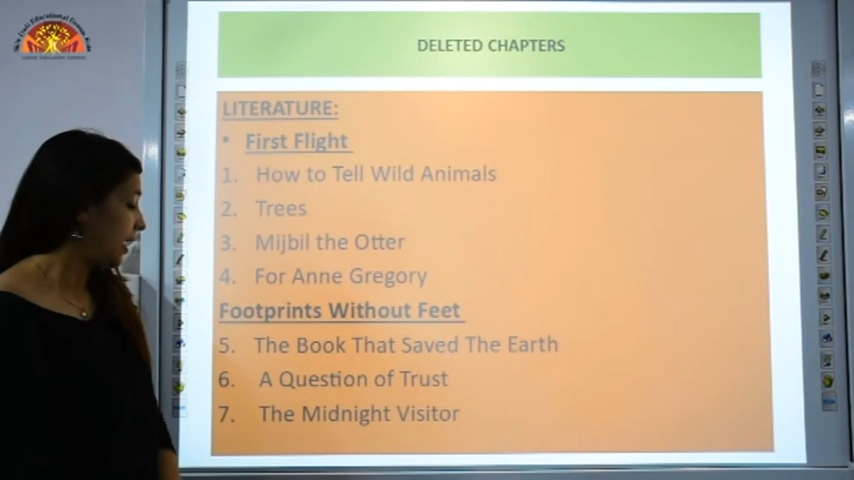 DELETED CHAPTERS
LITERATURE:
• First Flight
1. How to Tell Wild Animals
2. Trees
3. Mijbil the Otter
4. For Anne Gregory
Footprints Without Feet
5. The Book That Saved The Earth
6. A Question of Trust
7. The Midnight Visitor